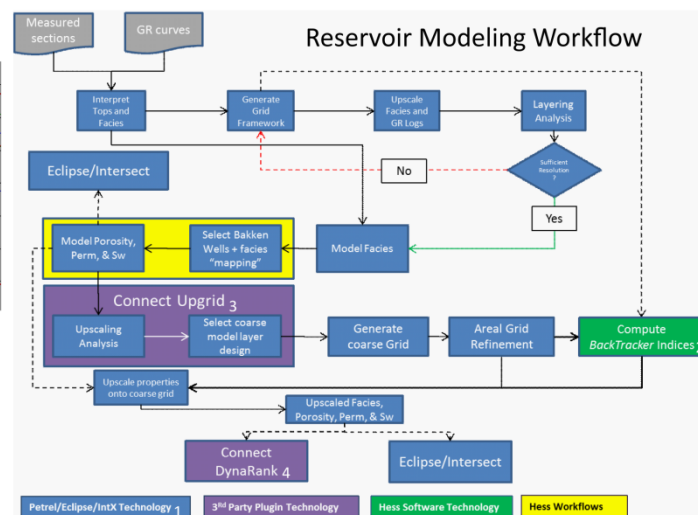 Measured
sections
GR curves
Reservoir Modeling Workflow
Interpret
Tops and
Facies
Generate
Grid
Framework
Upscale
Facies and
GR Logs
Layering
Analysis
Sufficient
Resolution
?
No
Yes
Eclipse/Intersect
Model Porosity,
Perm, & Sw
Select Bakken
Wells + facies
"mapping"
Model Facies
Connect Upgrid 3
Upscaling
Analysis
Select coarse
model layer
design
Generate
coarse Grid
Areal Grid
Refinement
Compute
BackTracker Indices
Upscale properties
onto coarse grid
Upscaled Facies,
Porosity, Perm, & Sw
Connect
DynaRank 4
Eclipse/Intersect
Petrel/Eclipse/IntX Technology 1
3Rd Party Plugin Technology
Hess Software Technology
Hess Workflows